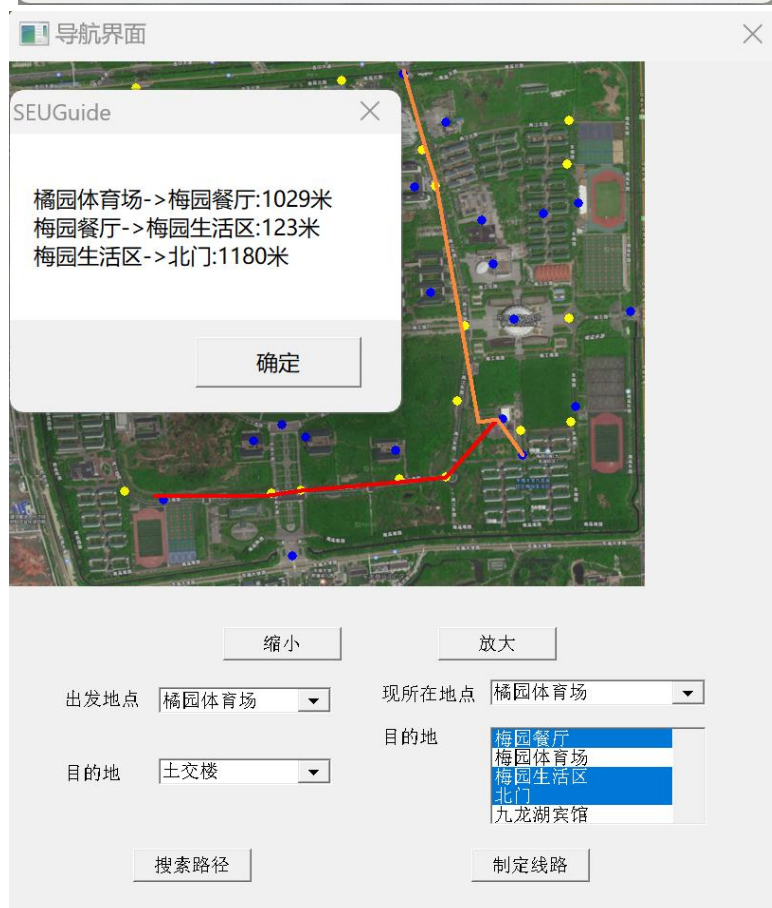 导航界面
SEUGuide
橘园体育场->梅园餐厅:1029米
梅园餐厅->梅园生活区:123米
梅园生活区->北门:1180米
确定
缩小
放大
出发地点
橘园体育场
现所在地点
橘园体育场
目的地
梅园餐厅
梅园体育场
梅园生活区
北门
九龙湖宾馆
目的地
土交楼
搜索路径
制定线路